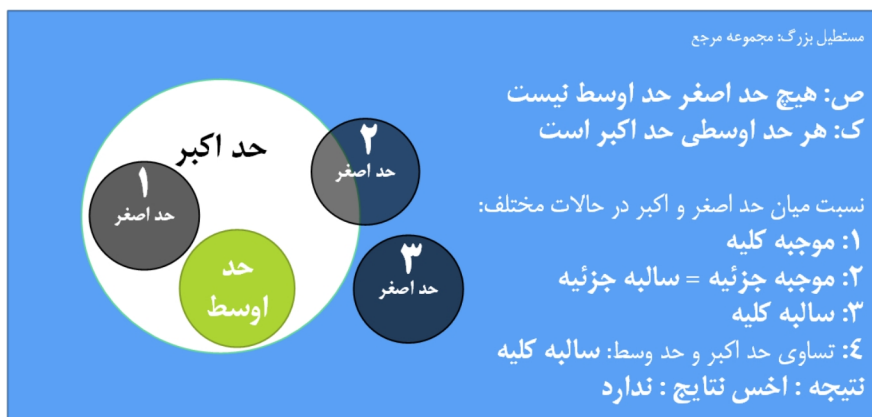 مستطیل بزرگ: مجموعه مرجع
ص: هیچ حد اصغر حد اوسط نیست
ک: هر حد اوسطی حد اکبر است
نسبت میان حد اصغر و اکبر در حالات مختلف:
۱: موجبه کلیه
۲: موجبه جزئیه = سالبه جزئیه
۳: سالبه کلیه
٤: تساوی حد اکبر و حد وسط: سالبه کلیه
نتیجه : اخس نتایج : ندارد
حد اکبر
۱
حد اصغر
۲
حد اصغر
۳
حد اصغر
حد
اوسط